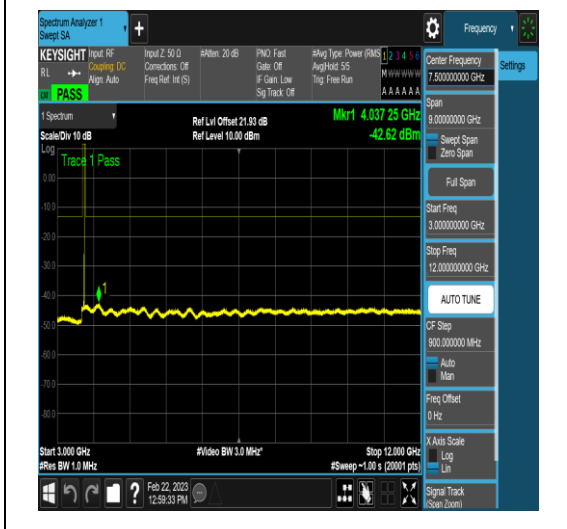 Spectrum Analyzer 1
Swept SA
+
Frequency
KEYSIGHT
Input: RF
Coupling: DC
Align: Auto
Input Z: 50 Ω
Corrections: Off
Freq Ref: Int (S)
#Atten: 20 dB
PNO: Fast
Gate: Off
IF Gain: Low
Sig Track: Off
#Avg Type: Power (RMS
Avg|Hold: 5/5
Trig: Free Run
1 2 3 4 5 6
M W W W W W
A A A A A A
RL
PASS
1 Spectrum
Scale/Div 10 dB
Ref Lvl Offset 21.93 dB
Ref Level 10.00 dBm
Mkr1 4.037 25 GHz
-42.62 dBm
Log
Trace 1 Pass
0.00
-10.0
-20.0
-30.0
-40.0
-50.0
-60.0
-70.0
-80.0
1
Start 3.000 GHz
#Res BW 1.0 MHz
#Video BW 3.0 MHz*
Stop 12.000 GHz
#Sweep ~1.00 s (20001 pts)
Feb 22, 2023
12:59:33 PM
?
Settings
Center Frequency
7.500000000 GHz
Span
9.00000000 GHz
Swept Span
Zero Span
Full Span
Start Freq
3.000000000 GHz
Stop Freq
12.000000000 GHz
AUTO TUNE
CF Step
900.000000 MHz
Auto
Man
Freq Offset
0 Hz
X Axis Scale
Log
Lin
Signal Track
(Span Zoom)